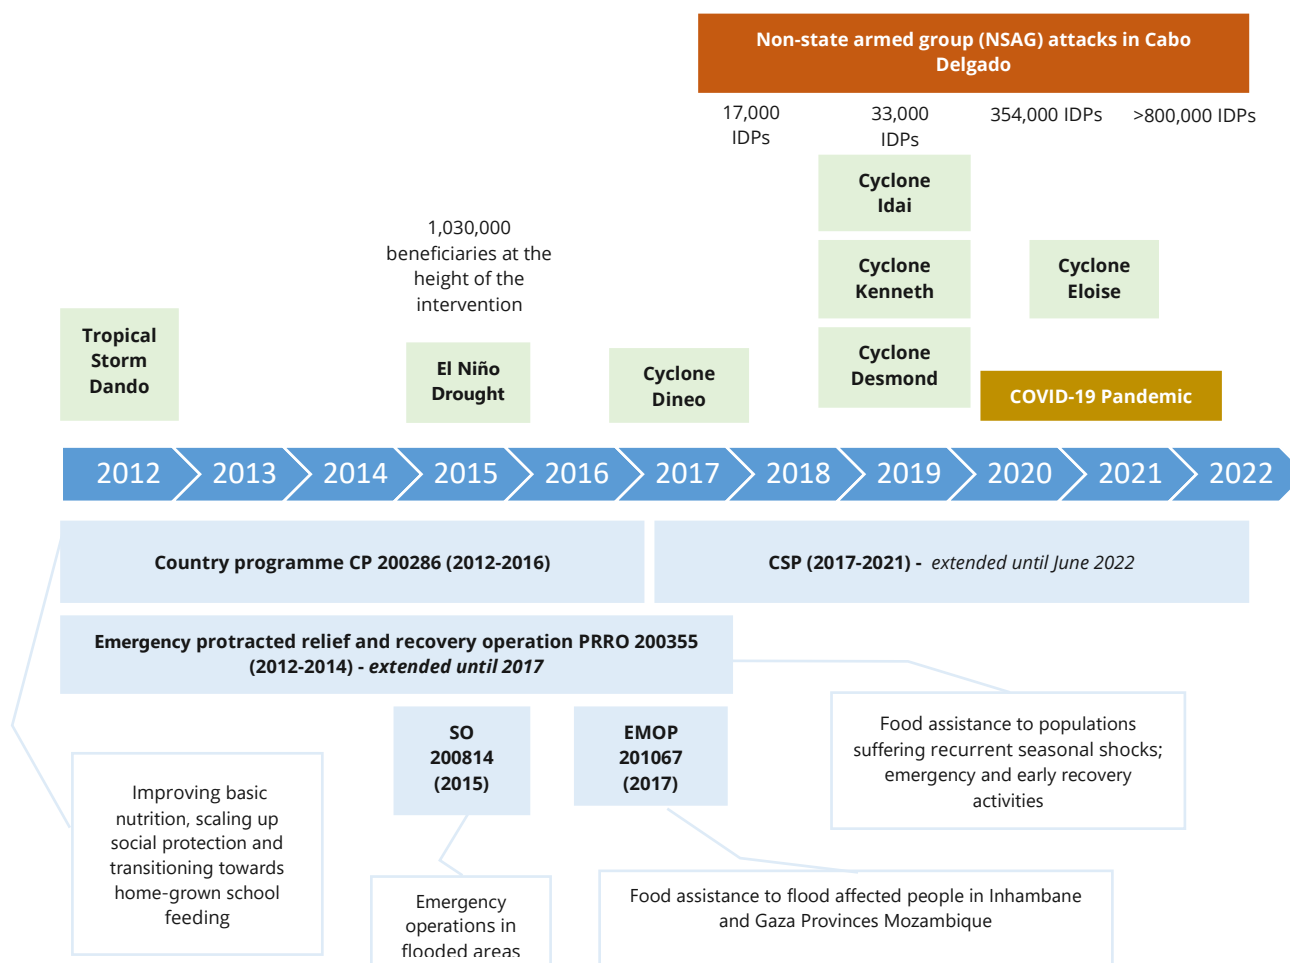 Non-state armed group (NSAG) attacks in Cabo
Delgado
17,000
IDPs
33,000
IDPs
354,000 IDPs
>800,000 IDPs
Cyclone
Idai
1,030,000
beneficiaries at the
height of the
intervention
Cyclone
Kenneth
Cyclone
Eloise
Tropical
Storm
Dando
El Niño
Drought
Cyclone
Dineo
Cyclone
Desmond
COVID-19 Pandemic
2012
2013
2014
2015
2016
2017
2018
2019
2020
2021
2022
Country programme CP 200286 (2012-2016)
CSP (2017-2021) - extended until June 2022
Emergency protracted relief and recovery operation PRRO 200355
(2012-2014) - extended until 2017
SO
200814
(2015)
EMOP
201067
(2017)
Food assistance to populations
suffering recurrent seasonal shocks;
emergency and early recovery
activities
Improving basic
nutrition, scaling up
social protection and
transitioning towards
home-grown school
feeding
Emergency
operations in
flooded areas
Food assistance to flood affected people in Inhambane
and Gaza Provinces Mozambique